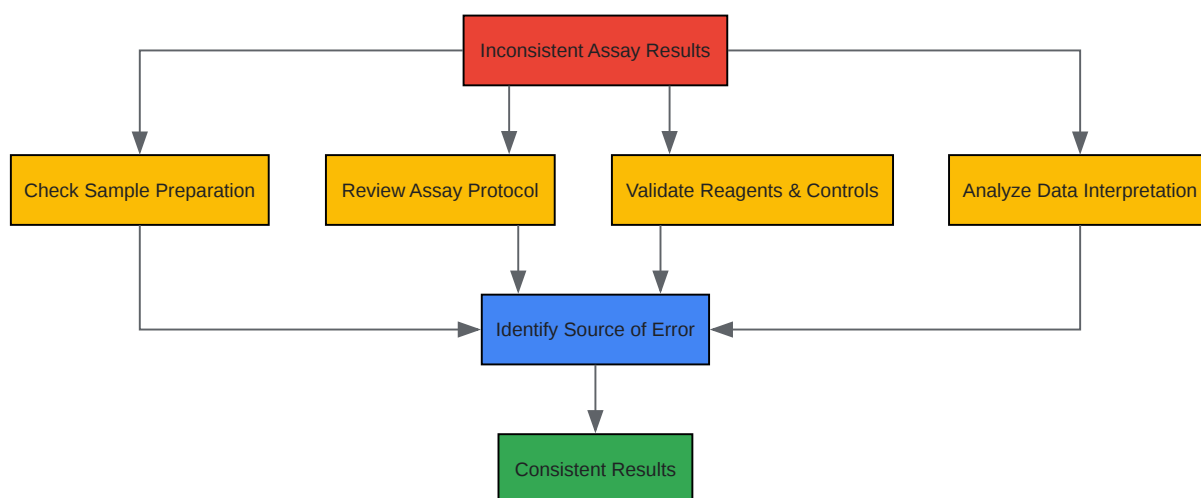 Inconsistent Assay Results
Check Sample Preparation
Review Assay Protocol
Validate Reagents & Controls
Analyze Data Interpretation
Identify Source of Error
Consistent Results